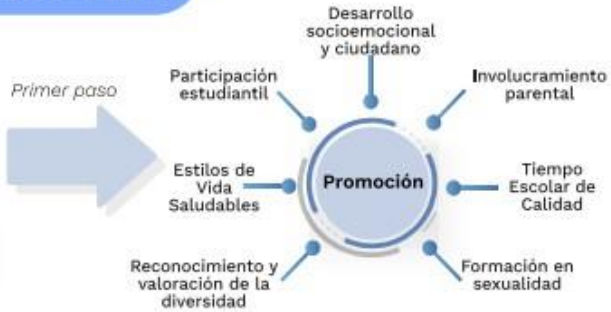 Primer paso
Desarrollo
socioemocional
y ciudadano
Participación
estudiantil
Involucramiento
parental
Estilos de
Vida
Saludables
Promoción
Tiempo
Escolar de
Calidad
Reconocimiento y
valoración de la
diversidad
Formación en
sexualidad